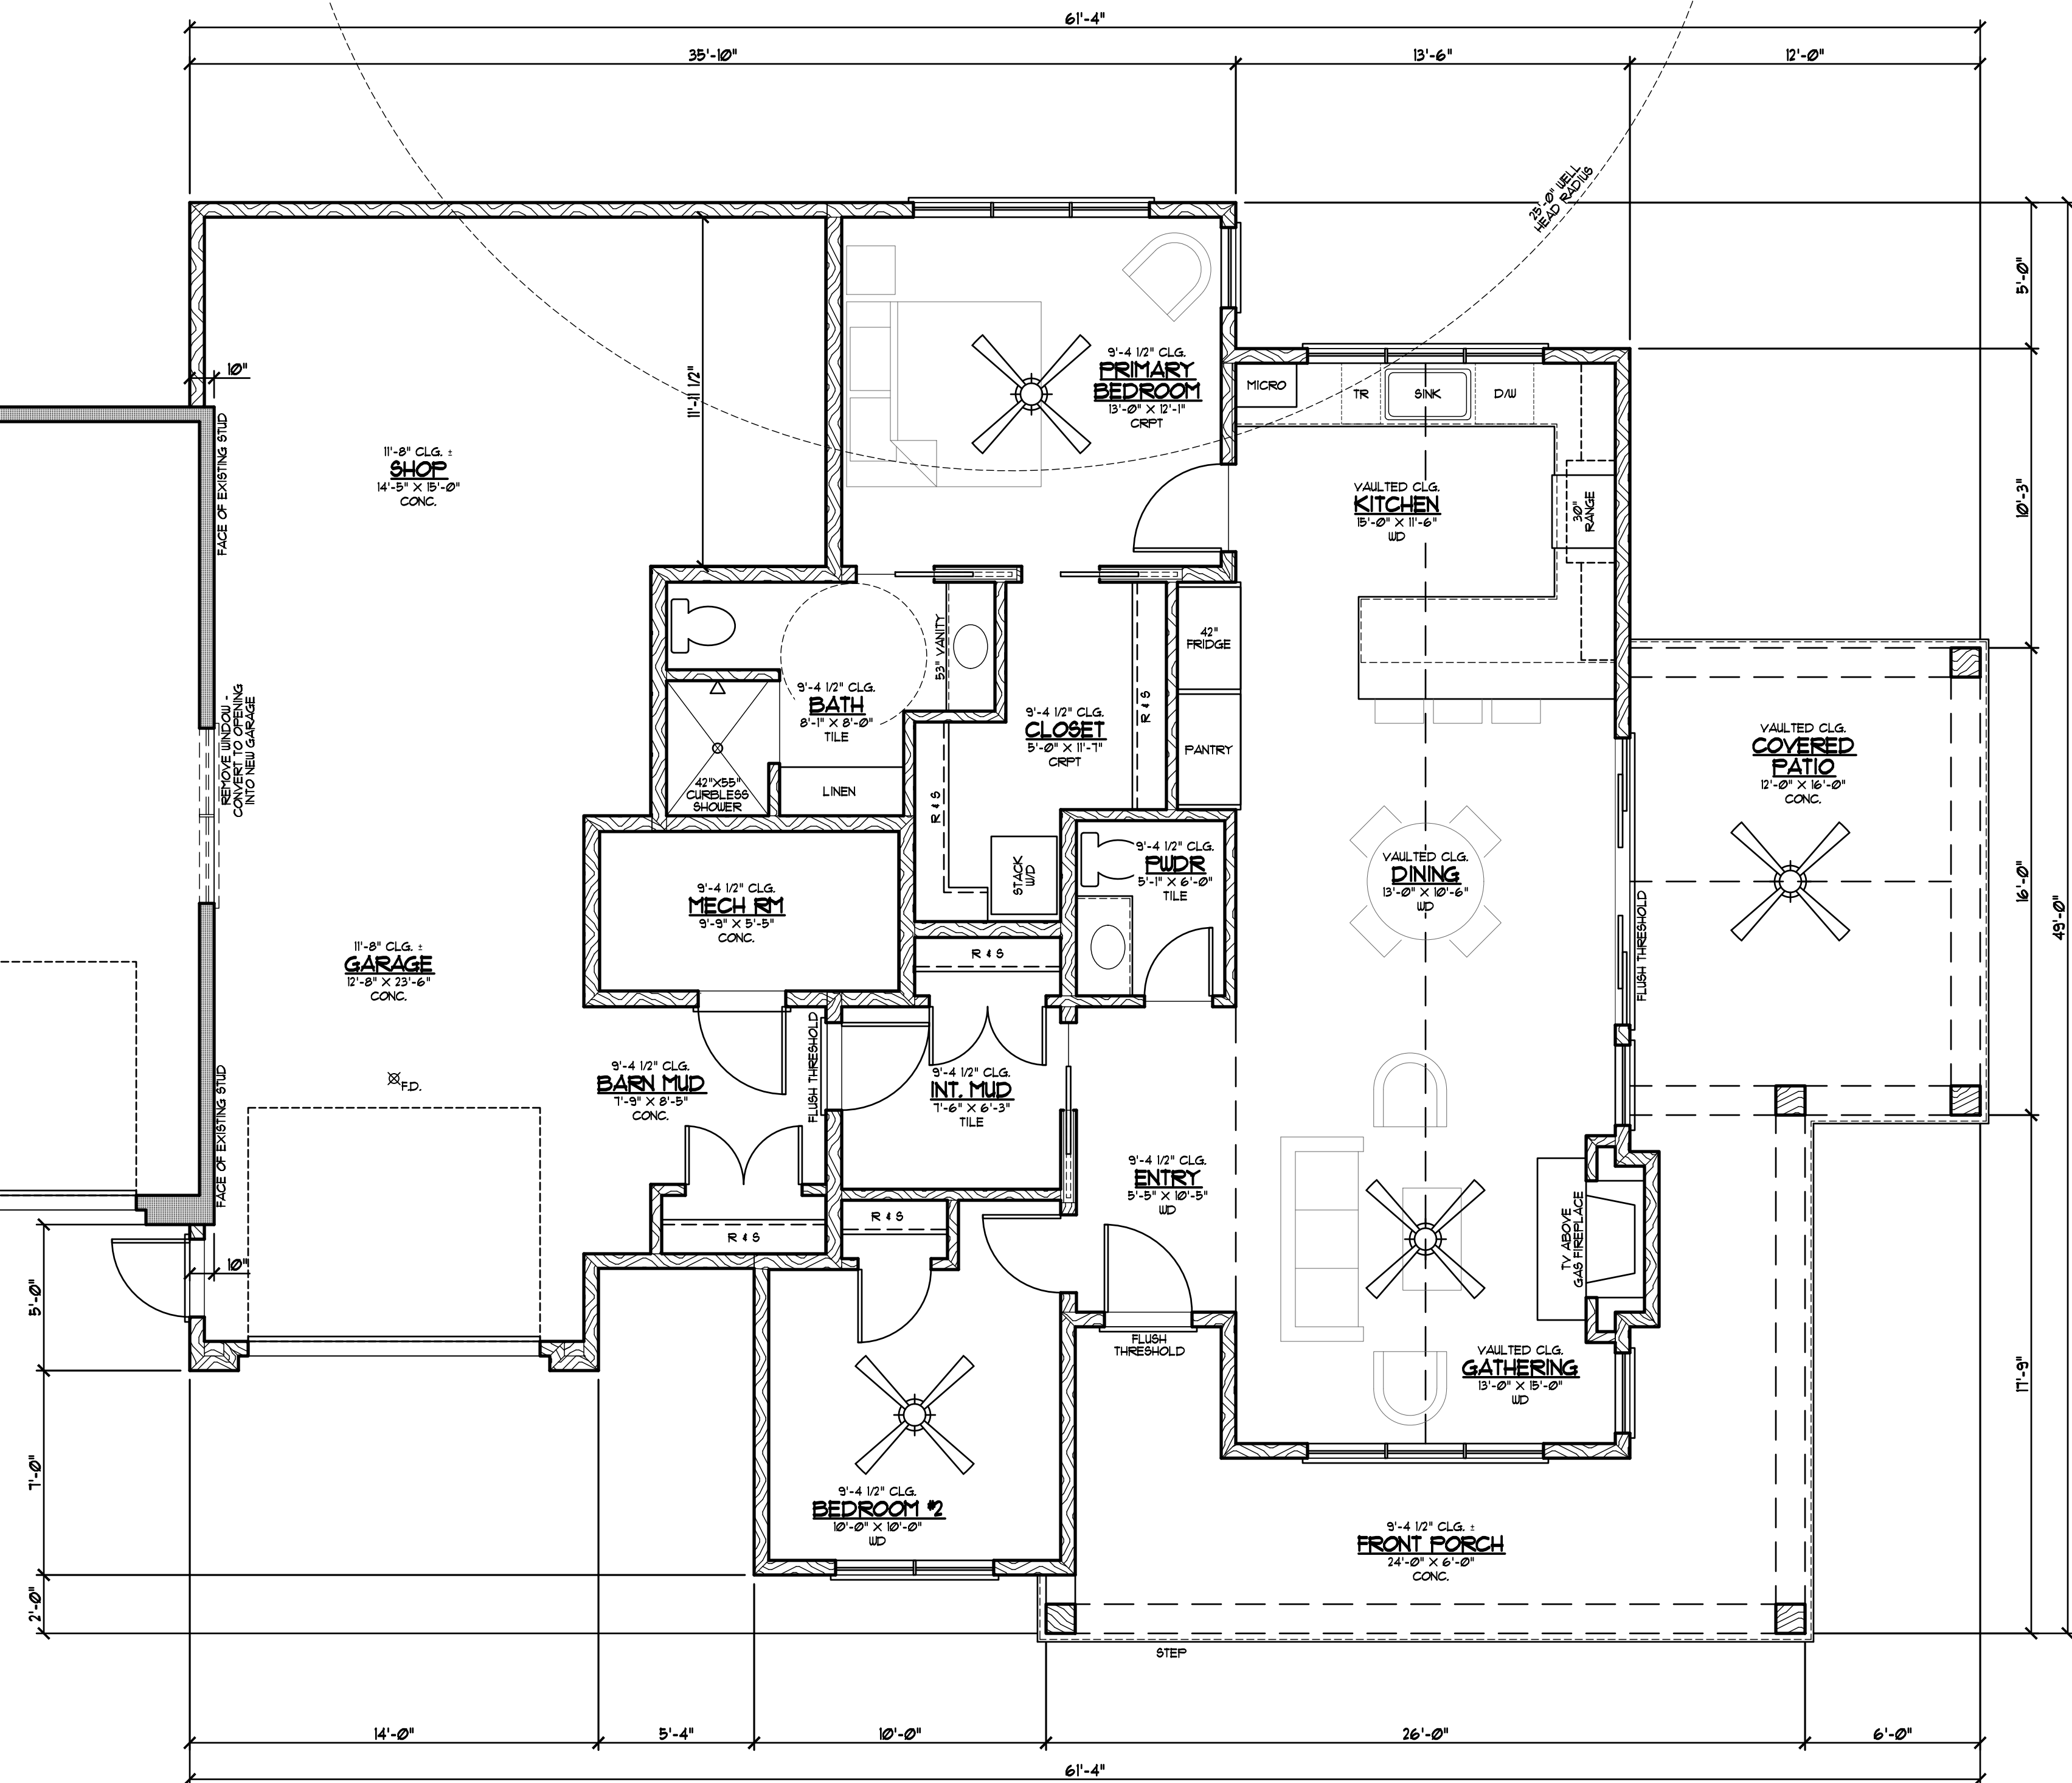 61'-4"
35'-10"
13'-6"
12'-0"
25'-0" WELL
HEAD RADIUS
5'-0"
10"
11'-11 1/2"
9'-4 1/2" CLG.
PRIMARY
BEDROOM
13'-0" X 12'-1"
CRPT
MICRO
TR
SINK
D/W
FACE OF EXISTING STUD
11'-8" CLG. ±
SHOP
14'-5" X 15'-0"
CONC.
VAULTED CLG.
KITCHEN
15'-0" X 11'-6"
WD
30"
RANGE
10'-3"
53" VANITY
42"
FRIDGE
REMOVE WINDOW -
CONVERT TO OPENING
INTO NEW GARAGE
9'-4 1/2" CLG.
BATH
8'-1" X 8'-0"
TILE
9'-4 1/2" CLG.
CLOSET
5'-0" X 11'-7"
CRPT
R & S
PANTRY
VAULTED CLG.
COVERED
PATIO
12'-0" X 16'-0"
CONC.
42"X55"
CURBLESS
SHOWER
LINEN
R & S
STACK
W/D
9'-4 1/2" CLG.
PWDR
5'-1" X 6'-0"
TILE
VAULTED CLG.
DINING
13'-0" X 10'-6"
WD
16'-0"
49'-0"
9'-4 1/2" CLG.
MECH RM
9'-9" X 5'-5"
CONC.
FLUSH THRESHOLD
11'-8" CLG. ±
GARAGE
12'-8" X 23'-6"
CONC.
R & S
F.D.
9'-4 1/2" CLG.
BARN MUD
7'-9" X 8'-5"
CONC.
FLUSH THRESHOLD
9'-4 1/2" CLG.
INT. MUD
7'-6" X 6'-3"
TILE
FACE OF EXISTING STUD
9'-4 1/2" CLG.
ENTRY
5'-5" X 10'-5"
WD
R & S
R & S
TV ABOVE
GAS FIREPLACE
10"
5'-0"
FLUSH
THRESHOLD
VAULTED CLG.
GATHERING
13'-0" X 15'-0"
WD
17'-9"
7'-0"
9'-4 1/2" CLG.
BEDROOM #2
10'-0" X 10'-0"
WD
9'-4 1/2" CLG. ±
FRONT PORCH
24'-0" X 6'-0"
CONC.
2'-0"
STEP
14'-0"
5'-4"
10'-0"
26'-0"
6'-0"
61'-4"